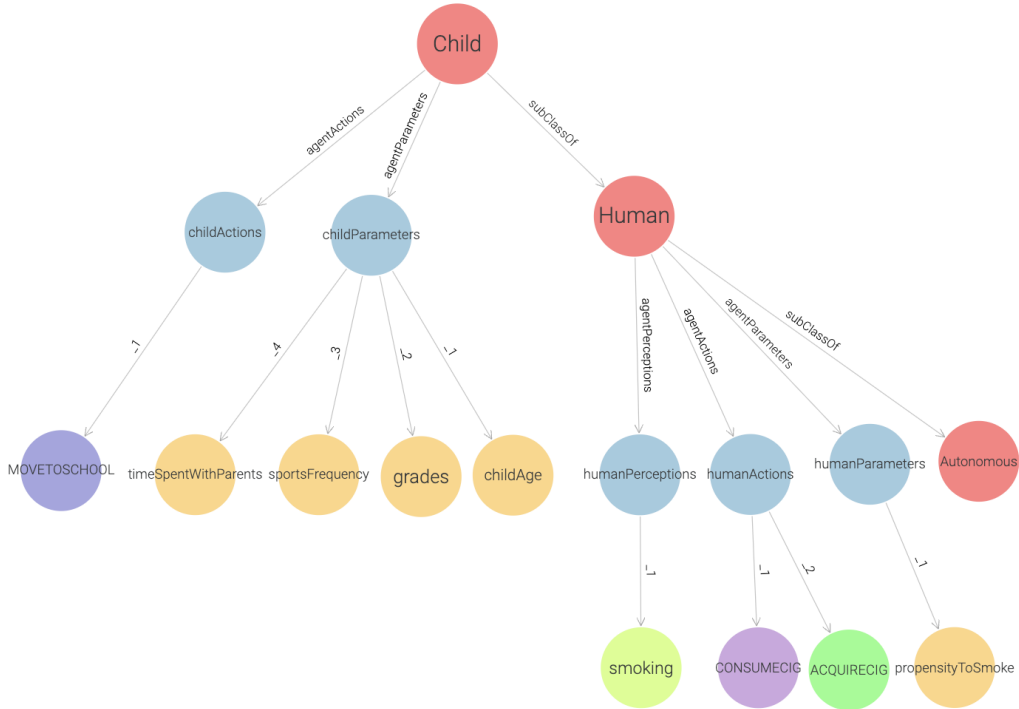 Child
agentActions
agentParameters
subClassOf
childActions
childParameters
Human
_1
_4
_3
_2
_1
agentPerceptions
agentActions
agentParameters
subClassOf
MOVETOSCHOOL
timeSpentWithParents
sportsFrequency
grades
childAge
humanPerceptions
humanActions
humanParameters
Autonomous
_1
_1
_2
_1
smoking
CONSUMECIG
ACQUIRECIG
propensityToSmoke